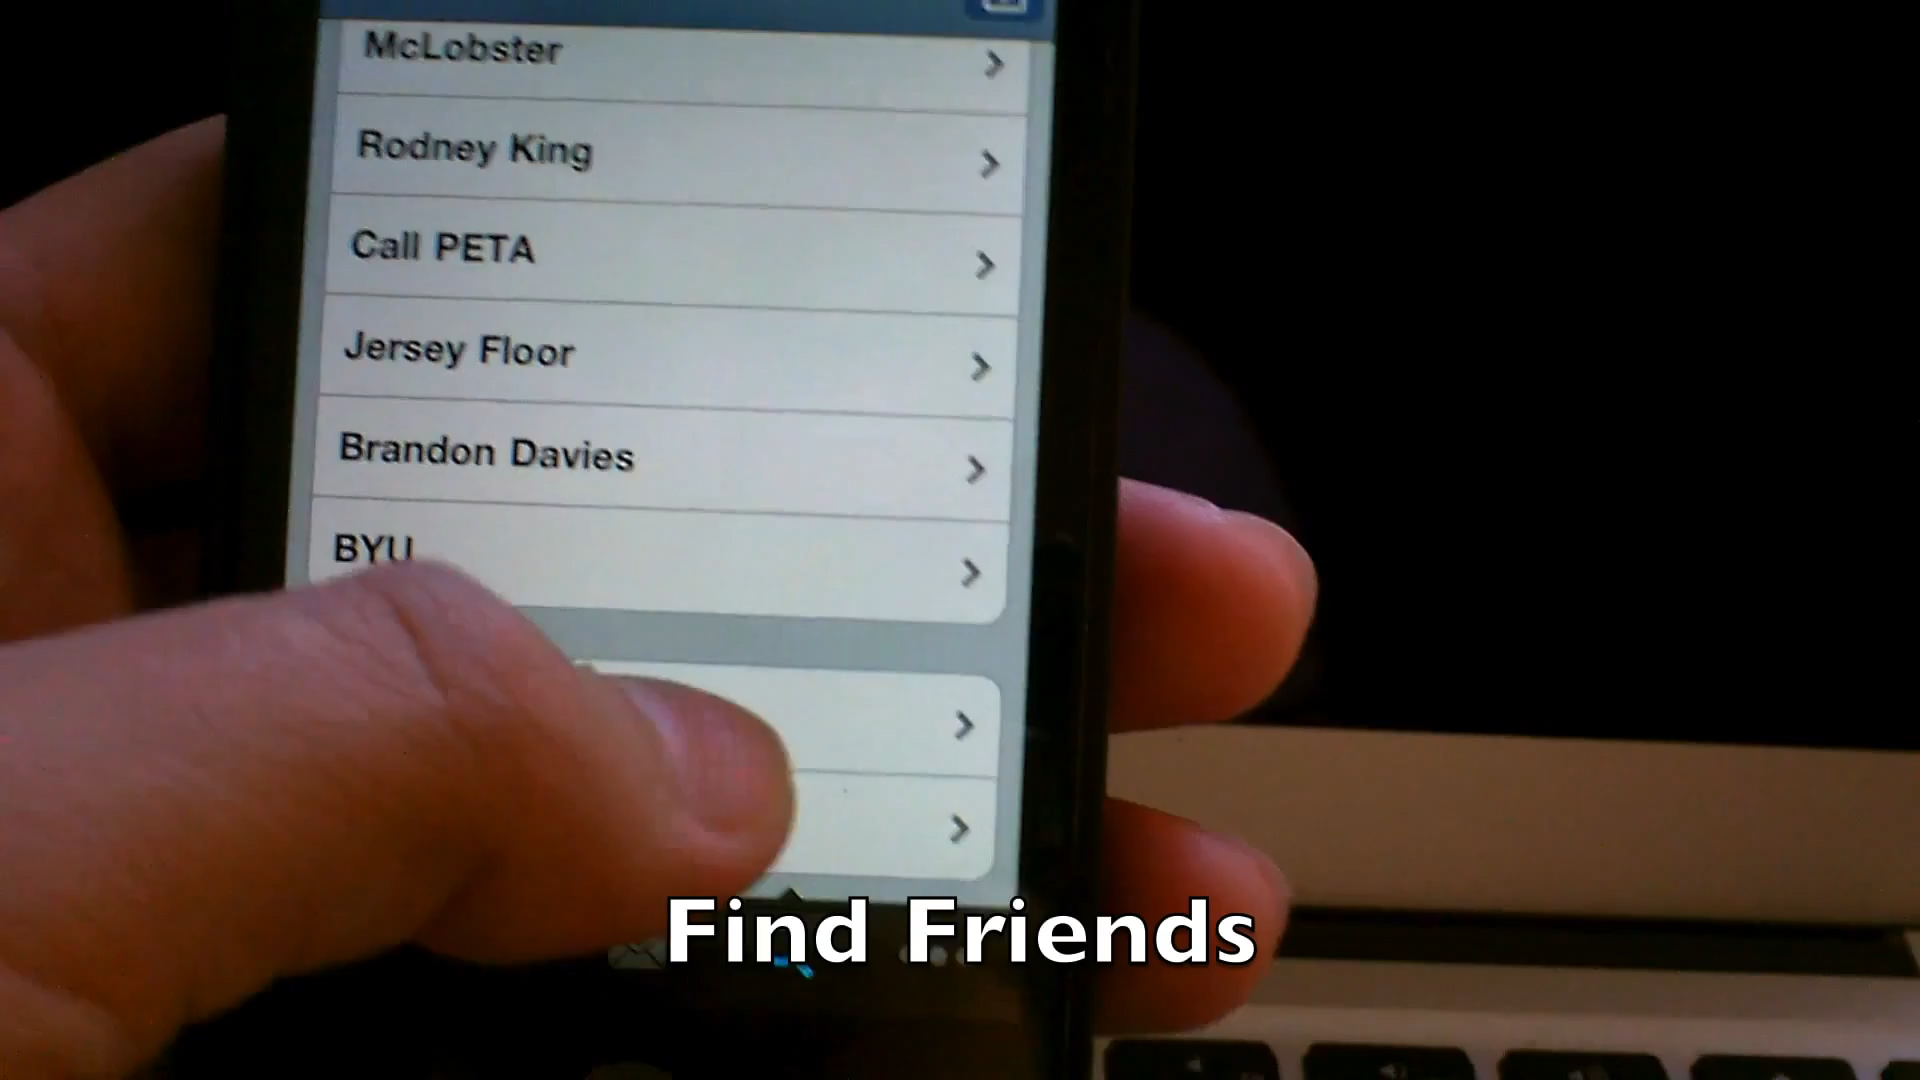 McLobster
Rodney King
Call PETA
Jersey Floor
Brandon Davies
BYU
Find Friends